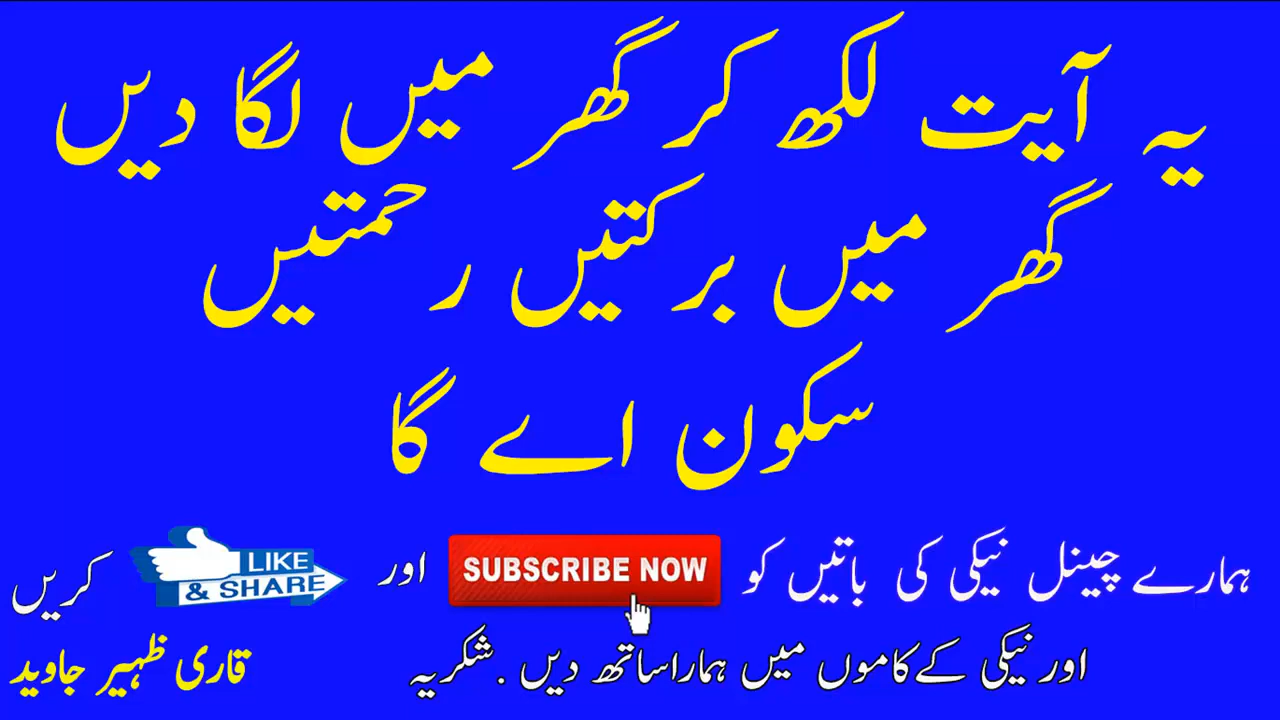 یہ آیت لکھ کر گھر میں لگا دیں
گھر میں برکتیں رحمتیں
سکون اے گا
ہمارے چینل نیکی کی باتیں کو SUBSCRIBE NOW اور LIKE & SHARE کریں
اور نیکی کے کاموں میں ہمارا ساتھ دیں . شکریہ
قاری ظہیر جاوید